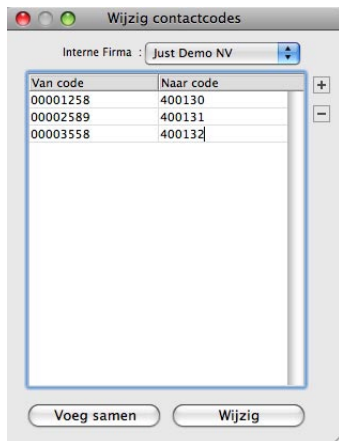 Wijzig contactcodes
Interne Firma : Just Demo NV
Van code Naar code
00001258 400130
00002589 400131
00003558 400132
Voeg samen Wijzig